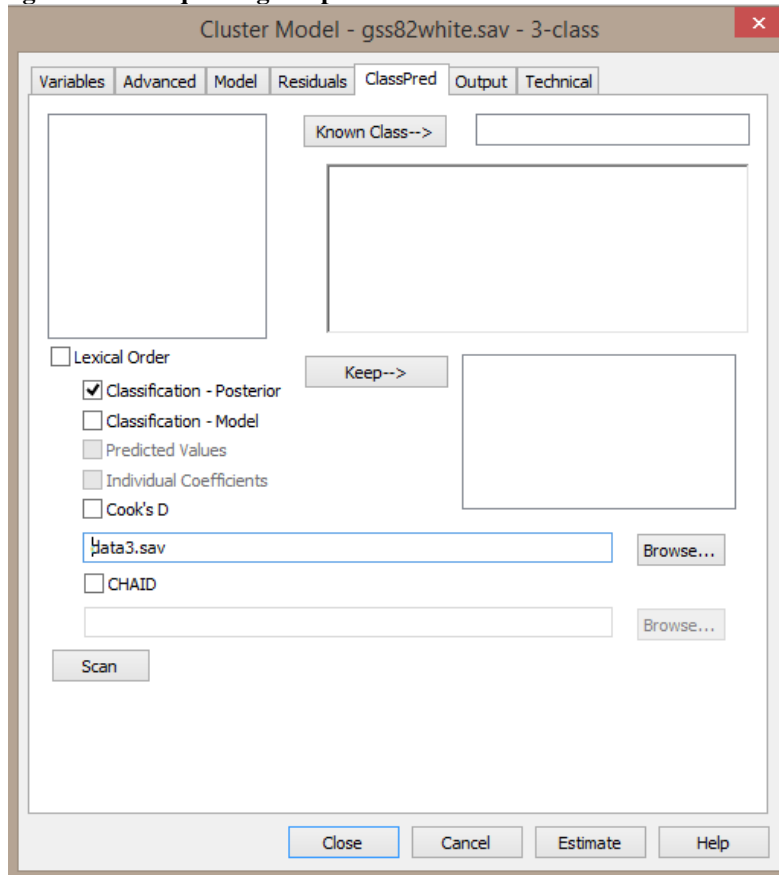 Cluster Model - gss82white.sav - 3-class
Variables Advanced Model Residuals ClassPred Output Technical
Known Class-->
Lexical Order
Keep-->
Classification - Posterior
Classification - Model
Predicted Values
Individual Coefficients
Cook's D
data3.sav Browse...
CHAID
Browse...
Scan
Close Cancel Estimate Help